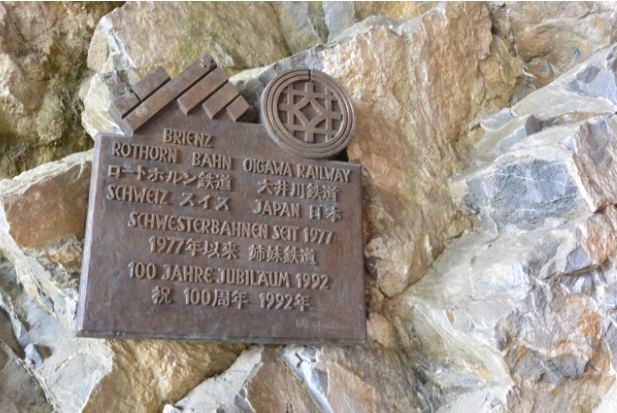 BRIENZ
ROTHORN BAHN OIGAWA RAILWAY
ロートホルン鉄道 大井川鉄道
SCHWEIZ スイス JAPAN 日本
SCHWESTERBAHNEN SEIT 1977
1977年以来 姉妹鉄道
100 JAHRE JUBILÄUM 1992
祝 100周年 1992年